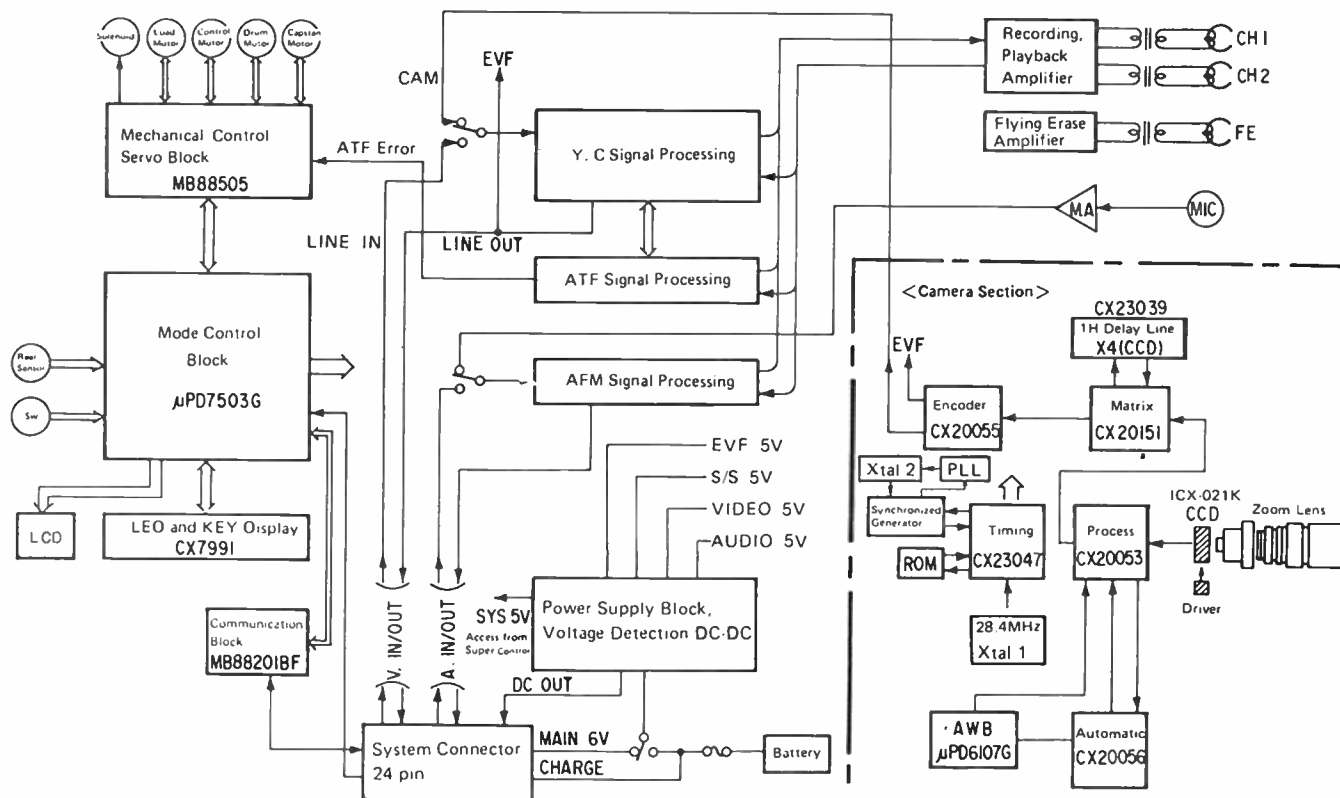 Solenoid
Load
Motor
Control
Motor
Drum
Motor
Capstan
Motor
Mechanical Control
Servo Block
MB88505
ATF Error
CAM
EVF
Y. C Signal Processing
LINE IN
LINE OUT
ATF Signal Processing
AFM Signal Processing
Recording,
Playback
Amplifier
CH1
CH2
Flying Erase
Amplifier
FE
MA
MIC
Mode Control
Block
µPD7503G
Reel
Sensor
Sw
LCD
LEO and KEY Display
CX7991
Communication
Block
MB88201BF
V. IN/OUT
A. IN/OUT
EVF 5V
S/S 5V
VIDEO 5V
AUDIO 5V
SYS 5V
Access from
Super Control
Power Supply Block,
Voltage Detection DC-DC
DC OUT
System Connector
24 pin
MAIN 6V
CHARGE
Battery
<Camera Section>
CX23039
1H Delay Line
X4(CCD)
EVF
Encoder
CX20055
Matrix
CX20151
Xtal 2
PLL
Synchronized
Generator
ROM
Timing
CX23047
28.4MHz
Xtal 1
Process
CX20053
ICX-021K
CCD
Zoom Lens
Driver
AWB
µPD6107G
Automatic
CX20056